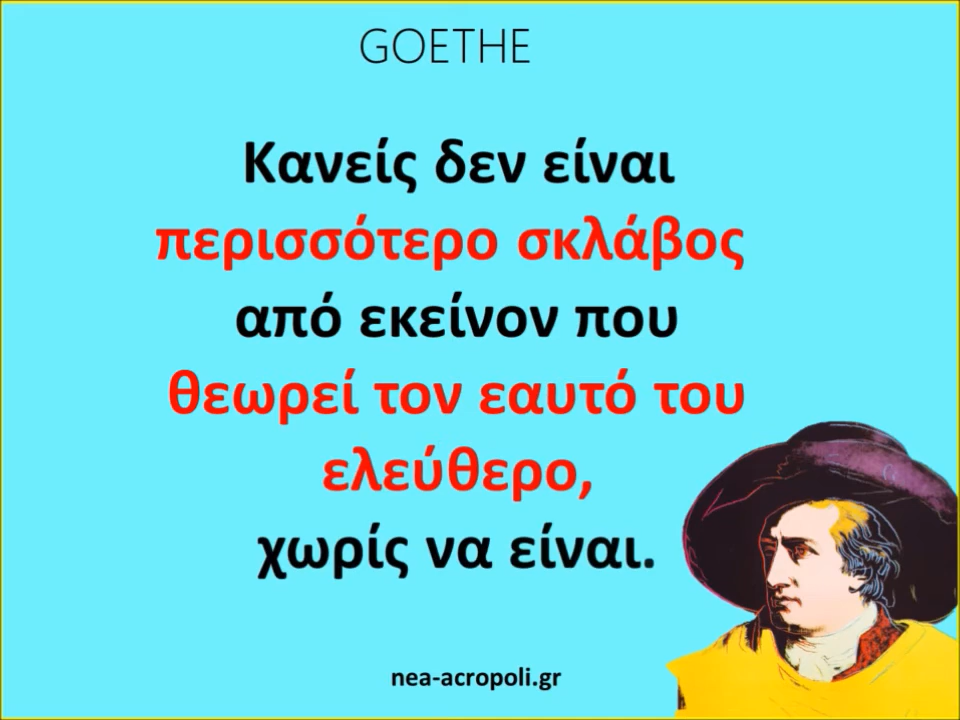 GOETHE
Κανείς δεν είναι
περισσότερο σκλάβος
από εκείνον που
θεωρεί τον εαυτό του
ελεύθερο,
χωρίς να είναι.
nea-acropoli.gr